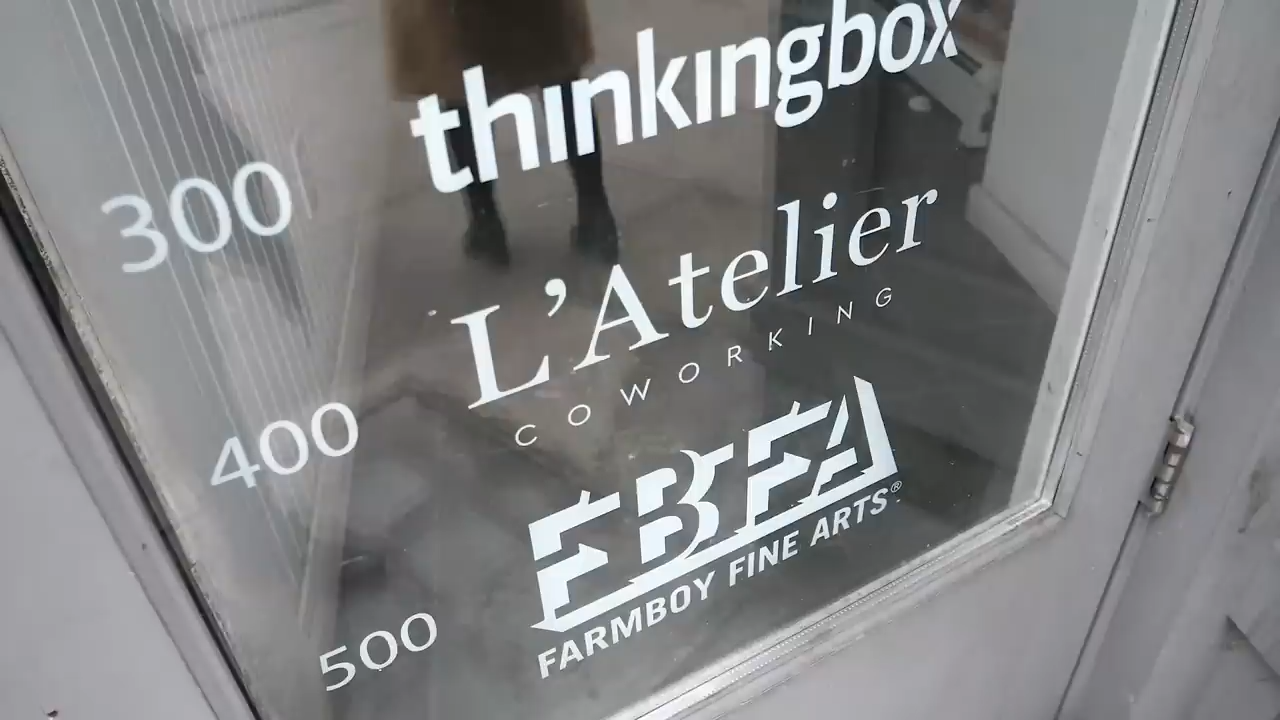 thinkingbox
300
L'Atelier
COWORKING
400
FBFA
FARMBOY FINE ARTS®
500